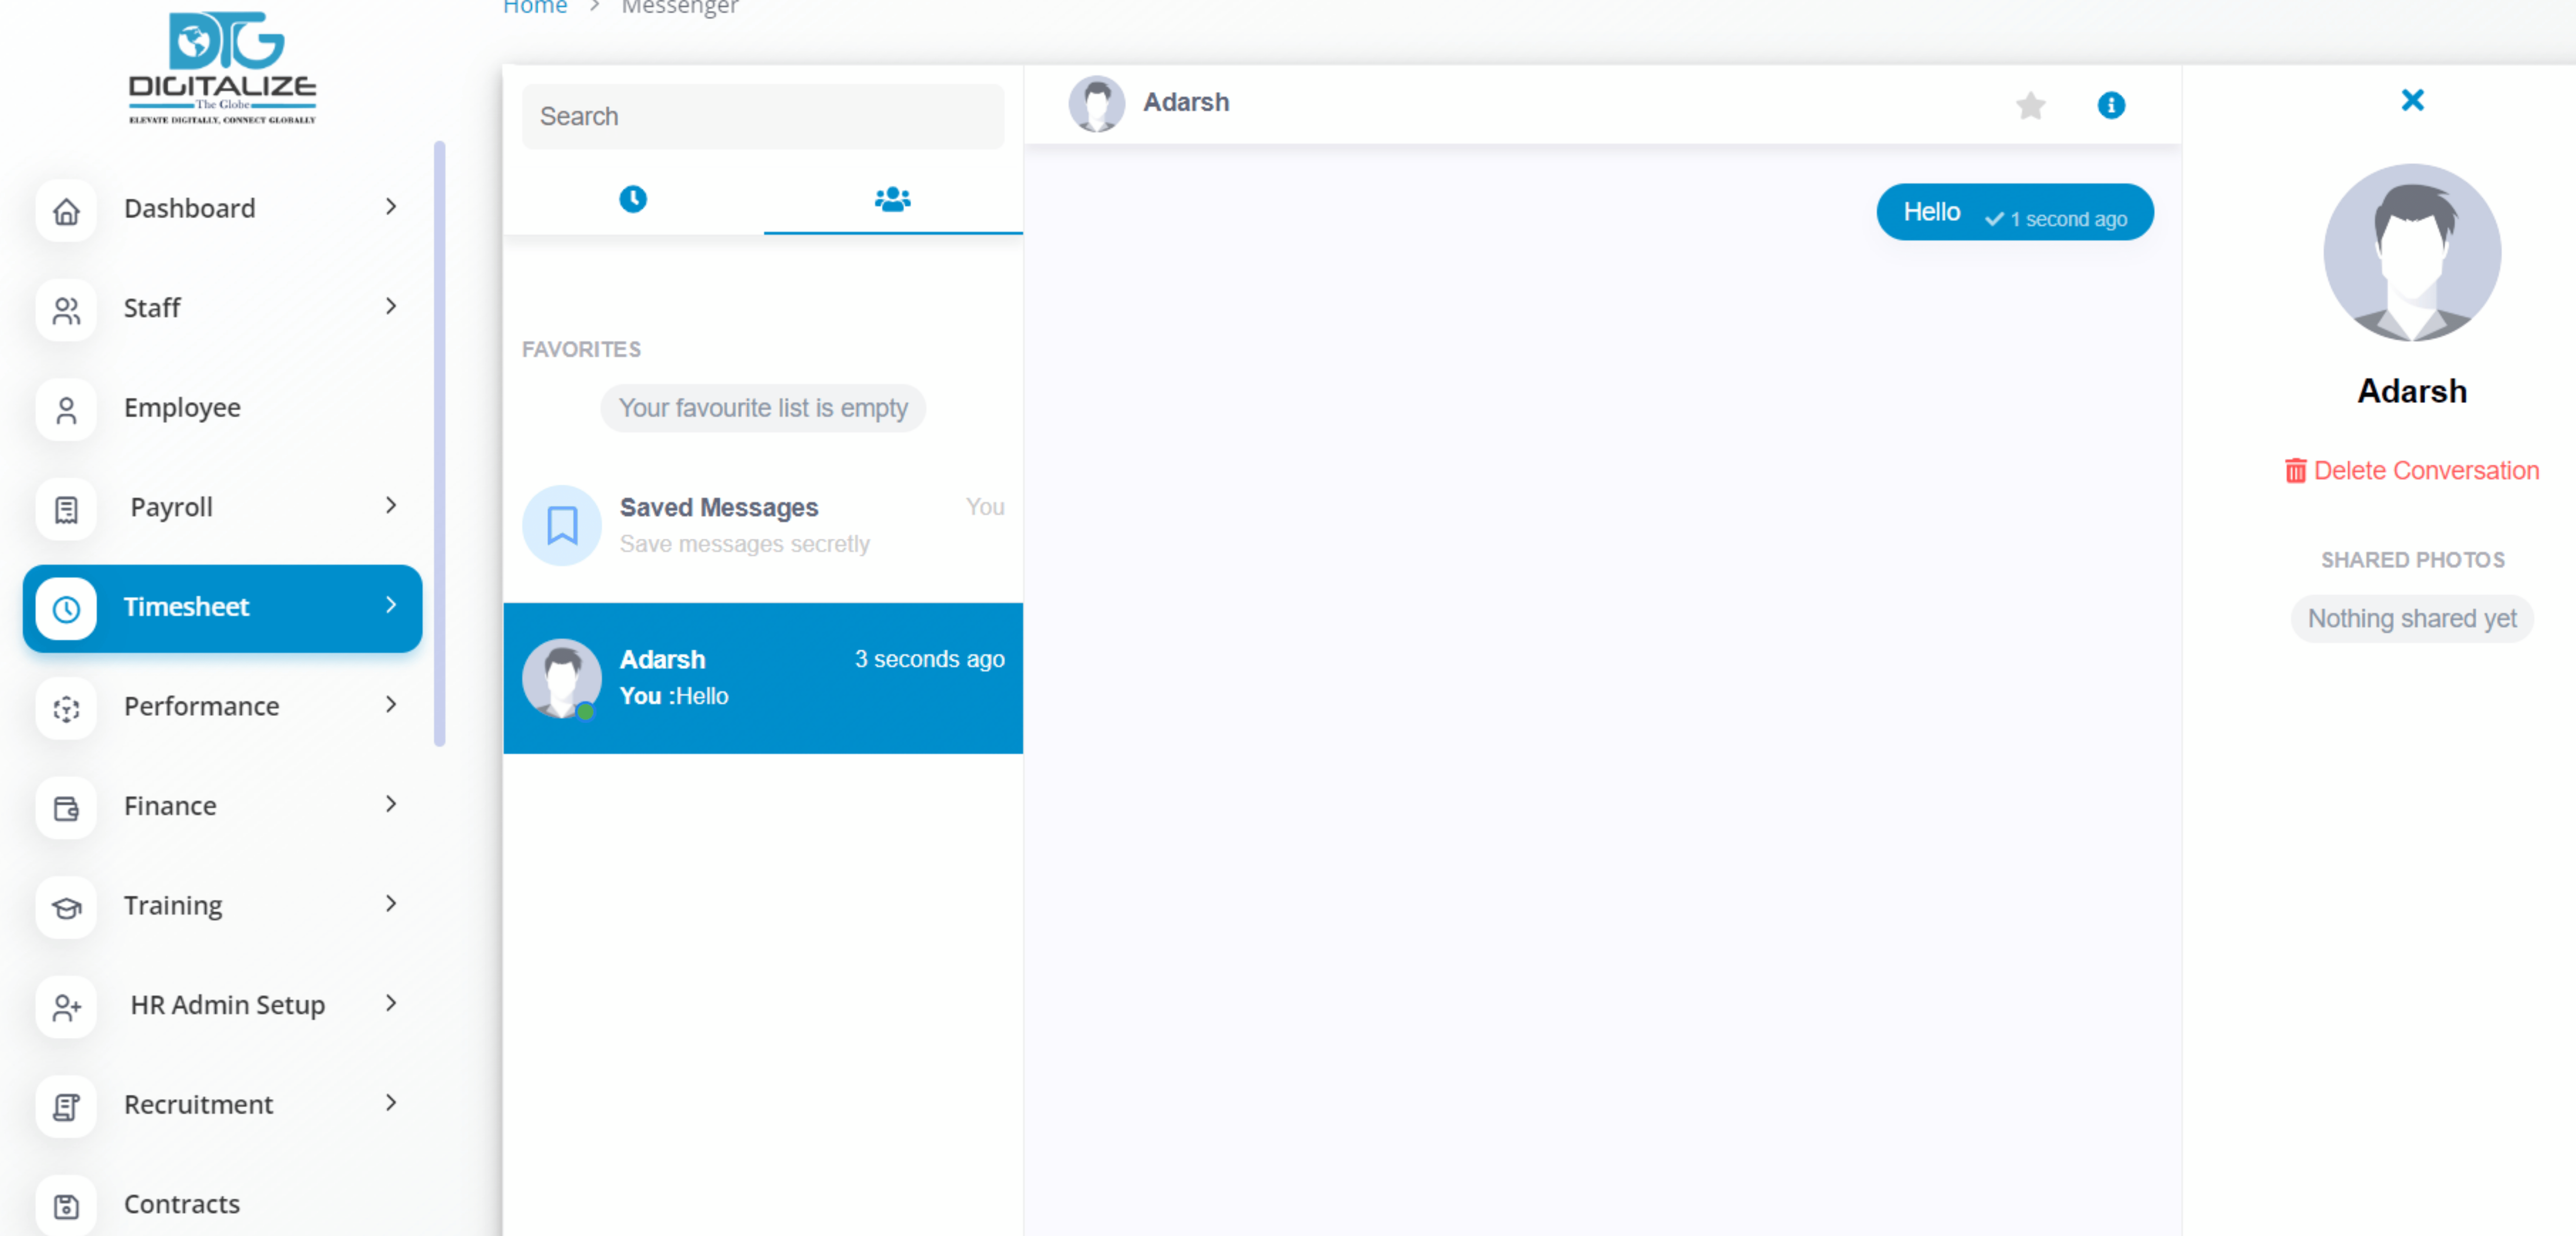 DTG
DIGITALIZE
The Globe
ELEVATE DIGITALLY, CONNECT GLOBALLY
Dashboard
Staff
Employee
Payroll
Timesheet
Performance
Finance
Training
HR Admin Setup
Recruitment
Contracts
Home > Messenger
Search
FAVORITES
Your favourite list is empty
Saved Messages You
Save messages secretly
Adarsh 3 seconds ago
You :Hello
Adarsh
Hello 1 second ago
Adarsh
Delete Conversation
SHARED PHOTOS
Nothing shared yet